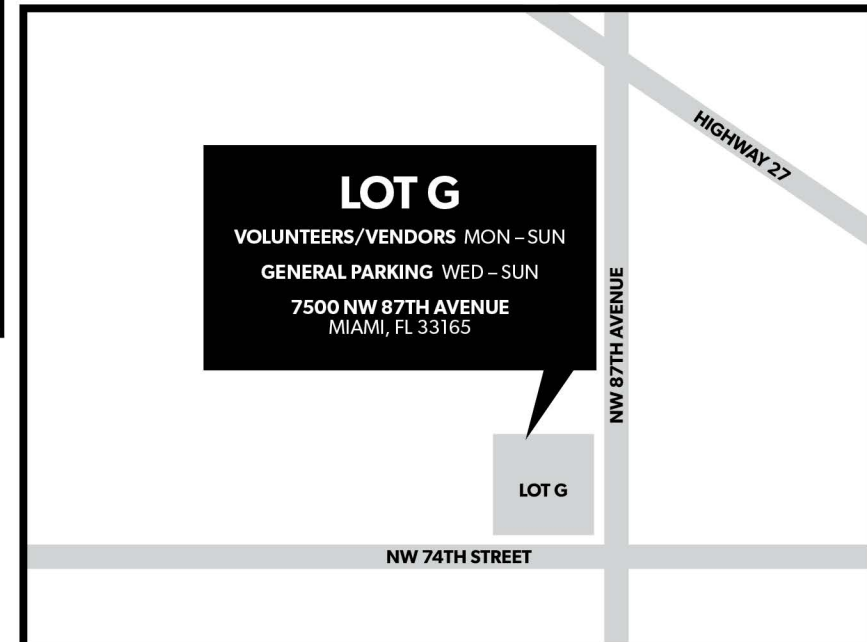 HIGHWAY 27
LOT G
VOLUNTEERS/VENDORS MON – SUN
GENERAL PARKING WED – SUN
7500 NW 87TH AVENUE
MIAMI, FL 33165
NW 87TH AVENUE
LOT G
NW 74TH STREET